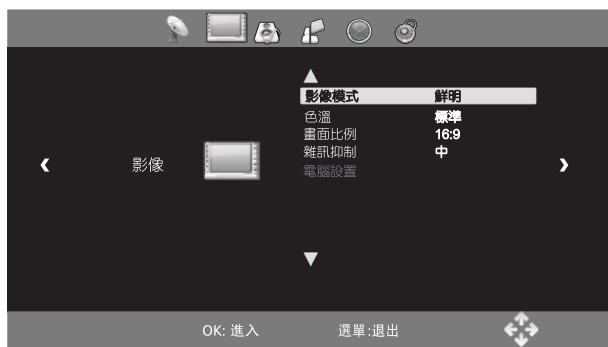 影像模式 鮮明
色溫 標準
畫面比例 16:9
雜訊抑制 中
電腦設置
影像
OK: 進入 選單:退出